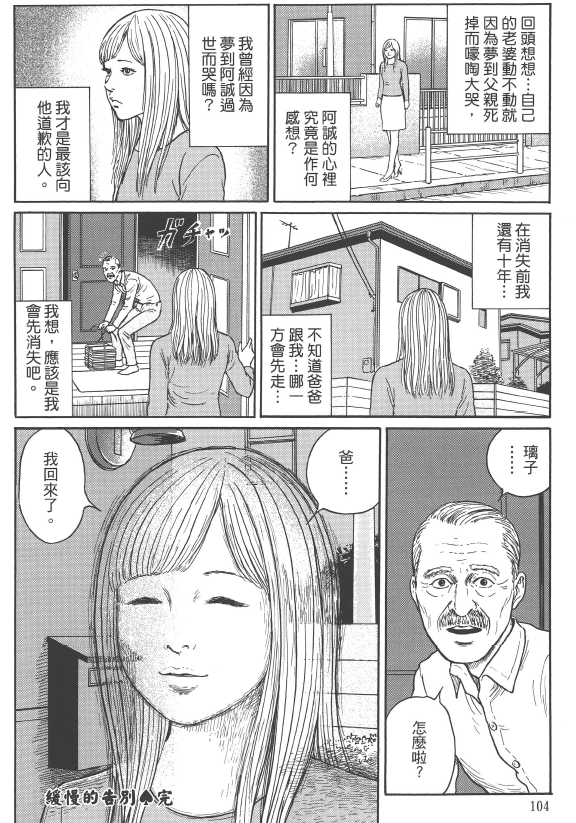 回頭想想…自己
的老婆動不動就
因為夢到父親死
掉而嚎啕大哭，
阿誠的心裡
究竟是作何
感想？
我曾經因為
夢到阿誠過
世而哭嗎？
我才是最該向
他道歉的人。
在消失前我
還有十年…
不知道爸爸
跟我…哪一
方會先走…
ガチャッ
我想，應該是我
會先消失吧。
璃子
……
怎麼啦？
爸……
我回來了。
緩慢的告別♠完
104